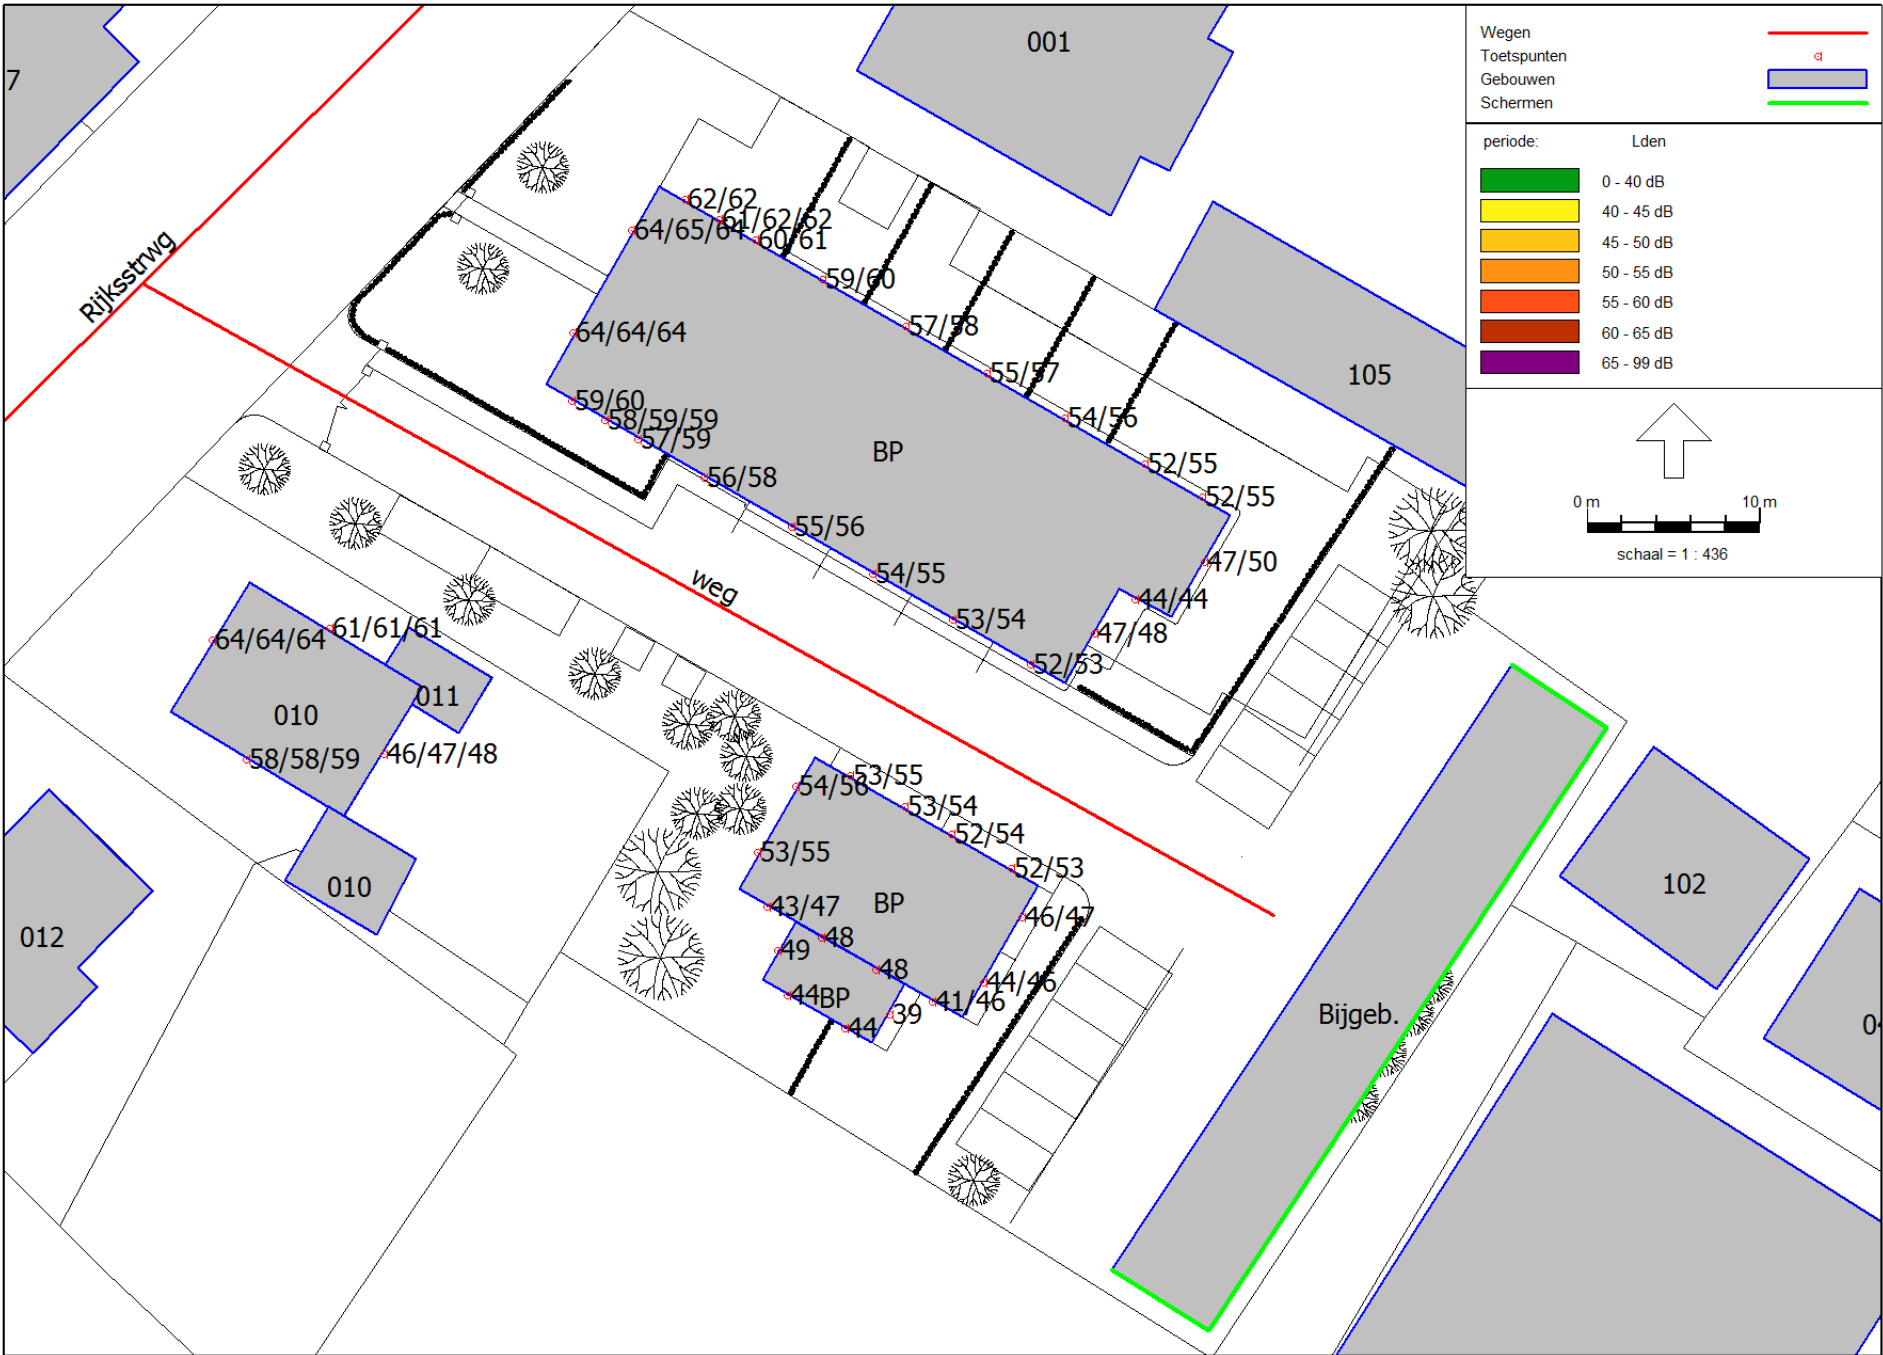 Wegen
Toetspunten
Gebouwen
Schermen
periode: Lden
0 - 40 dB
40 - 45 dB
45 - 50 dB
50 - 55 dB
55 - 60 dB
60 - 65 dB
65 - 99 dB
0 m 10 m
schaal = 1 : 436
001
7
62/62
61/62/62
64/65/64
60/61
Rijksstrwg
59/60
57/58
64/64/64
55/57
105
59/60
58/59/59
57/59
54/56
BP
52/55
56/58
52/55
55/56
47/50
54/55
weg
44/44
53/54
47/48
61/61/61
64/64/64
52/53
011
010
46/47/48
58/58/59
53/55
54/56
53/54
52/54
53/55
52/53
102
010
BP
43/47
46/47
012
48
49
48
44/46
44
BP
41/46
39
44
Bijgeb.